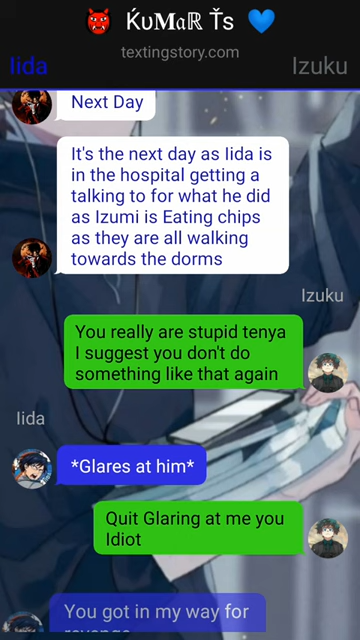 👹 ḰυMαℝ Ťs 💙
textingstory.com
Iida
Izuku
Next Day
It's the next day as Iida is
in the hospital getting a
talking to for what he did
as Izumi is Eating chips
as they are all walking
towards the dorms
Izuku
You really are stupid tenya
I suggest you don't do
something like that again
Iida
*Glares at him*
Quit Glaring at me you
Idiot
You got in my way for
revenge